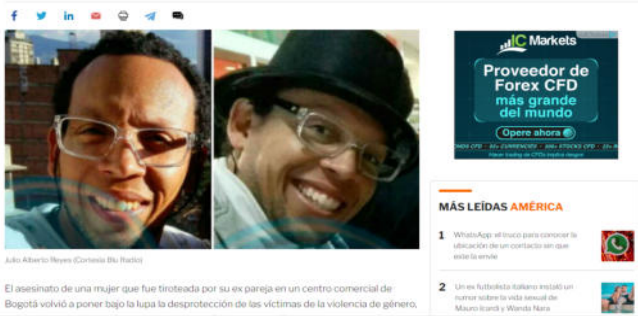 Julio Alberto Reyes (Cortesía Blu Radio)
El asesinato de una mujer que fue tiroteada por su ex pareja en un centro comercial de
Bogotá volvió a poner bajo la lupa la desprotección de las víctimas de la violencia de género,
IC Markets
Proveedor de
Forex CFD
más grande
del mundo
Opere ahora
MÁS LEÍDAS AMÉRICA
1 WhatsApp: el truco para conocer la
ubicación de un contacto sin que
este la envíe
2 Un ex futbolista italiano instaló un
rumor sobre la vida sexual de
Mauro Icardi y Wanda Nara